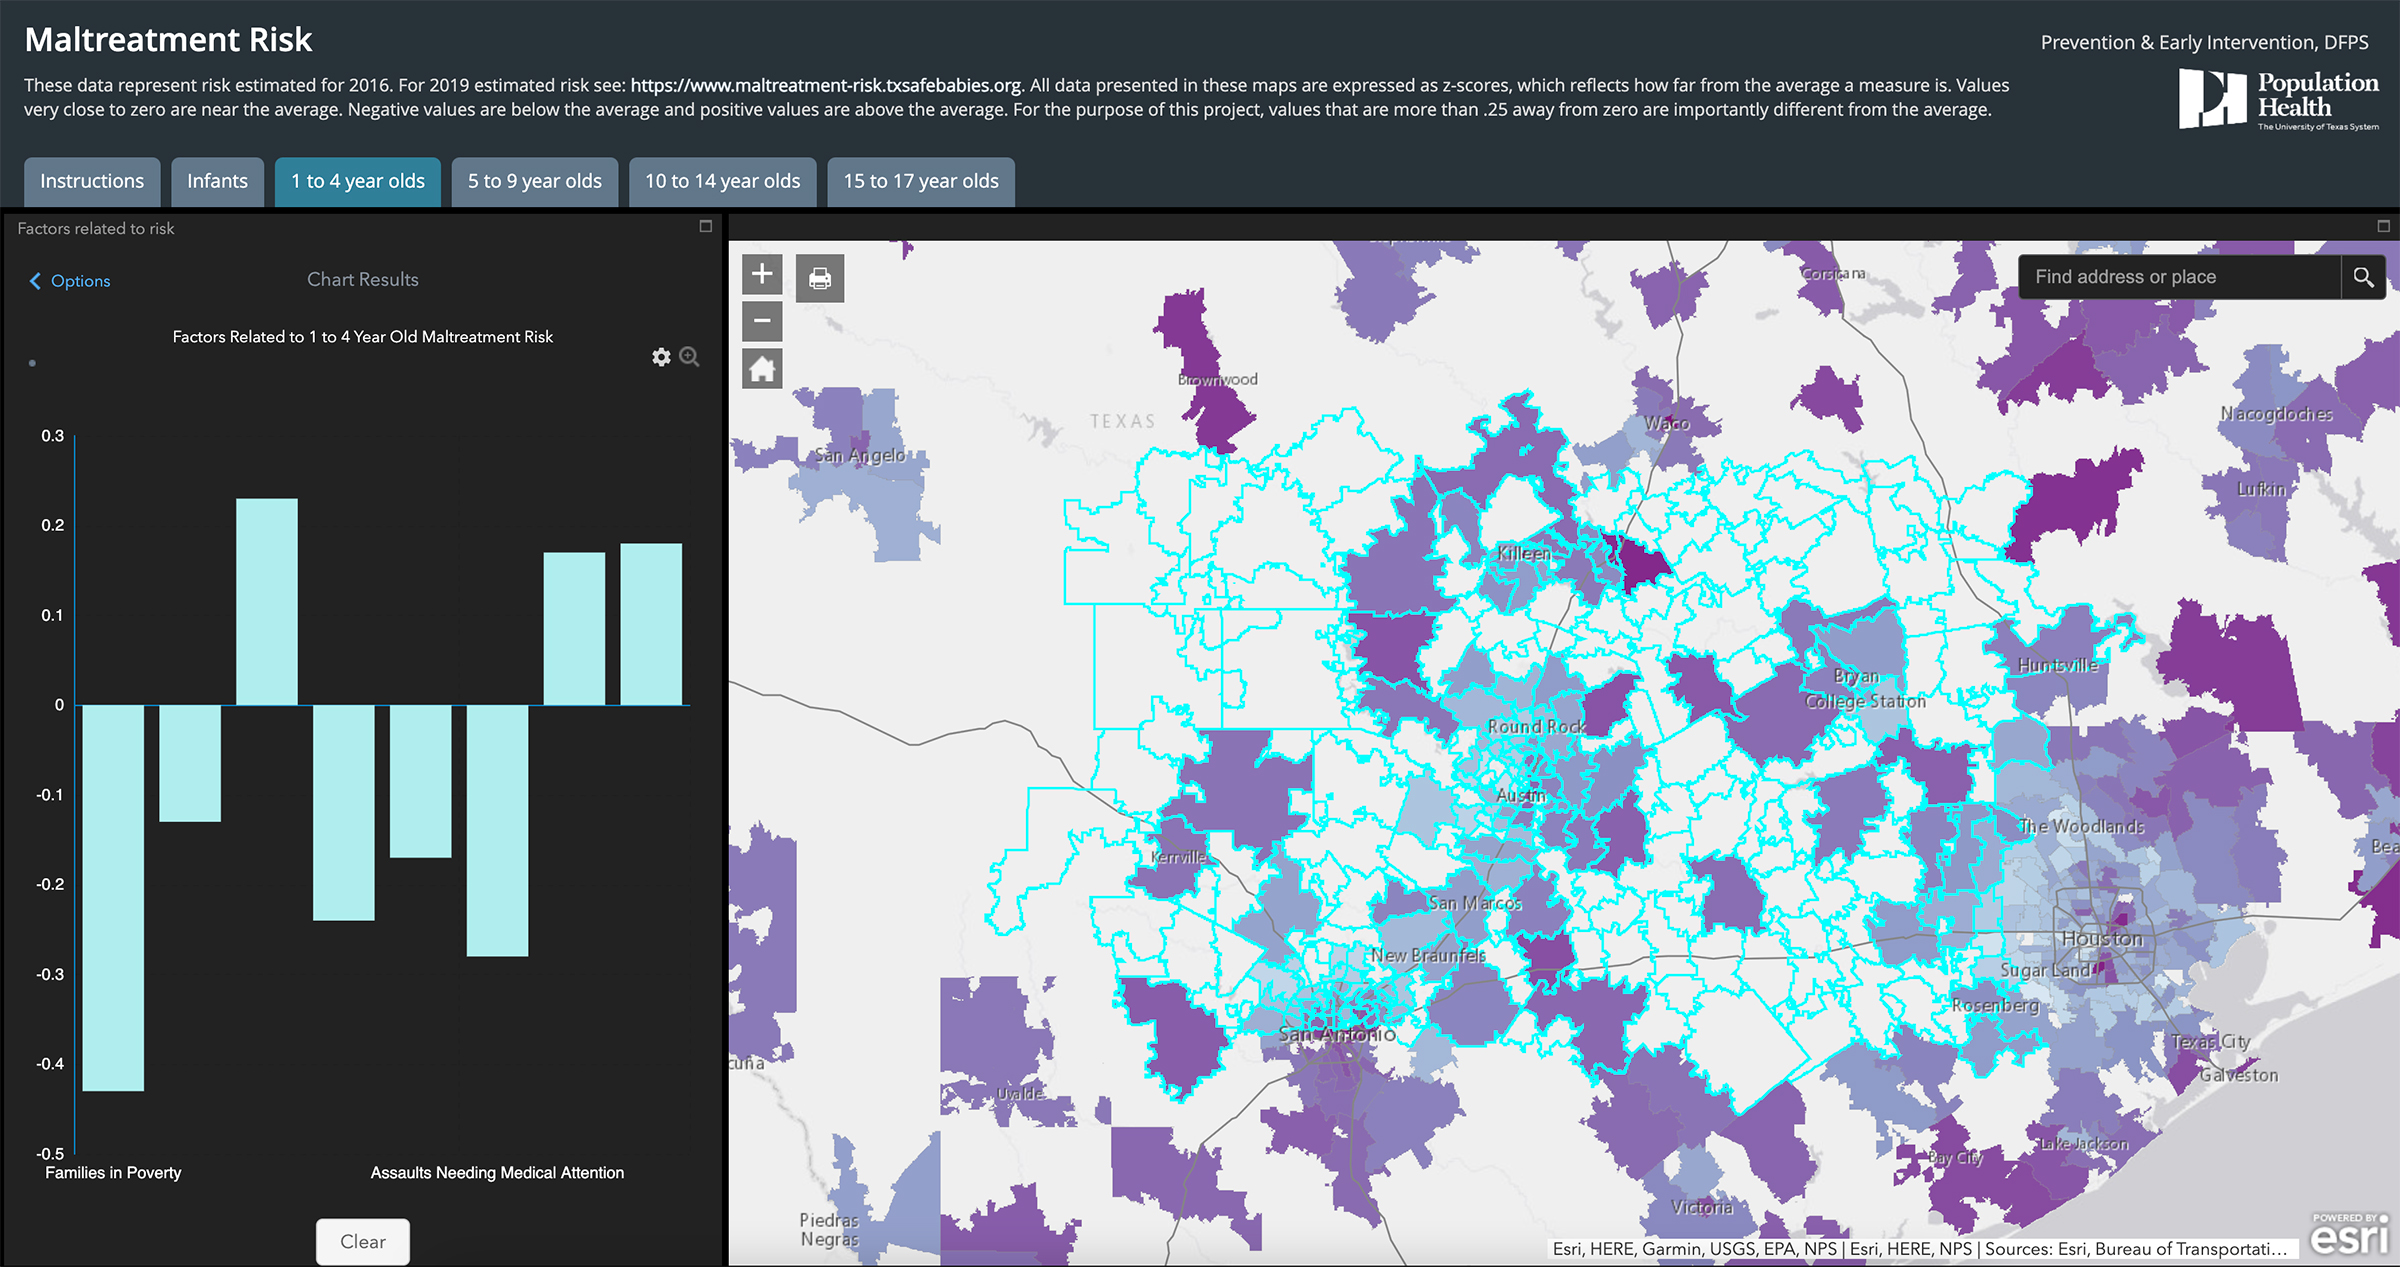 Maltreatment Risk
Prevention & Early Intervention, DFPS
These data represent risk estimated for 2016. For 2019 estimated risk see: https://www.maltreatment-risk.txsafebabies.org. All data presented in these maps are expressed as z-scores, which reflects how far from the average a measure is. Values
very close to zero are near the average. Negative values are below the average and positive values are above the average. For the purpose of this project, values that are more than .25 away from zero are importantly different from the average.
Population
Health
The University of Texas System
Instructions
Infants
1 to 4 year olds
5 to 9 year olds
10 to 14 year olds
15 to 17 year olds
Factors related to risk
Options
Chart Results
Factors Related to 1 to 4 Year Old Maltreatment Risk
0.3
0.2
0.1
0
-0.1
-0.2
-0.3
-0.4
-0.5
Families in Poverty
Assaults Needing Medical Attention
Clear
Find address or place
Corsicana
Brownwood
TEXAS
Waco
Nacogdoches
San Angelo
Lufkin
Killeen
Huntsville
Bryan
College Station
Round Rock
Austin
The Woodlands
Kerrville
Bea
San Marcos
Houston
New Braunfels
Sugar Land
Rosenberg
San Antonio
Texas City
cuña
Galveston
Uvalde
Lake Jackson
Bay City
Victoria
Piedras
Negras
Esri, HERE, Garmin, USGS, EPA, NPS | Esri, HERE, NPS | Sources: Esri, Bureau of Transportati...
POWERED BY
esri